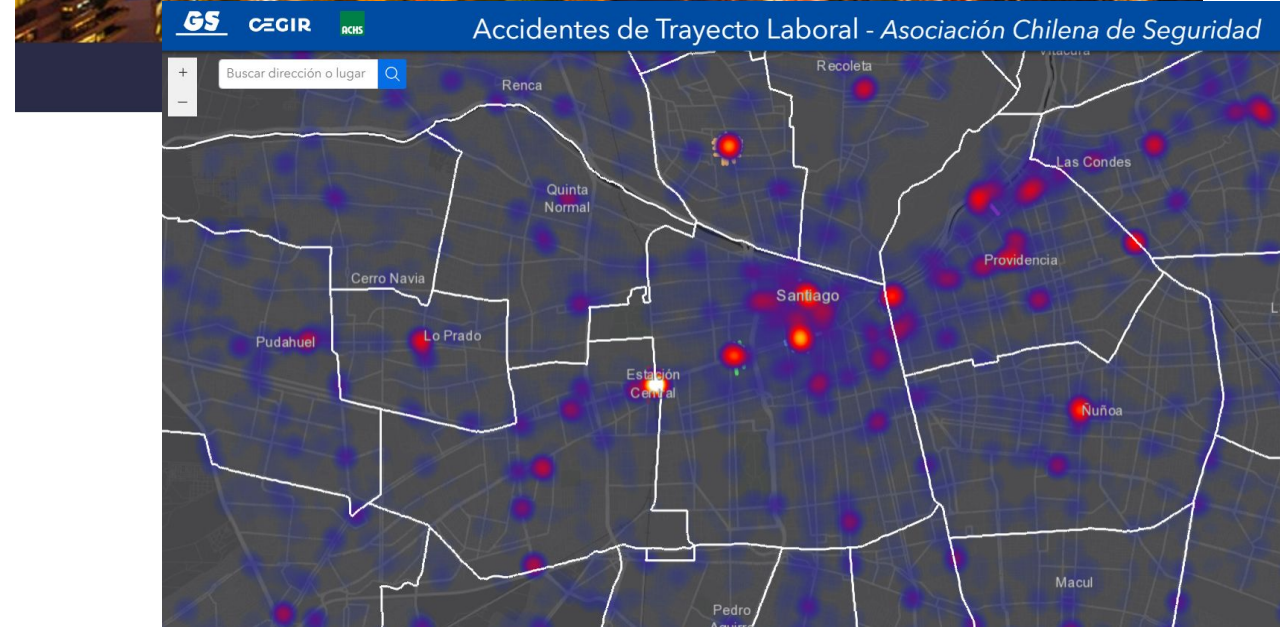 GS CEGIR ACHS Accidentes de Trayecto Laboral - Asociación Chilena de Seguridad
+ Buscar dirección o lugar
−
Vitacura
Recoleta
Renca
Las Condes
Quinta
Normal
Providencia
Cerro Navia
Santiago
Lo Prado
Pudahuel
Estación
Central
Ñuñoa
Macul
Pedro